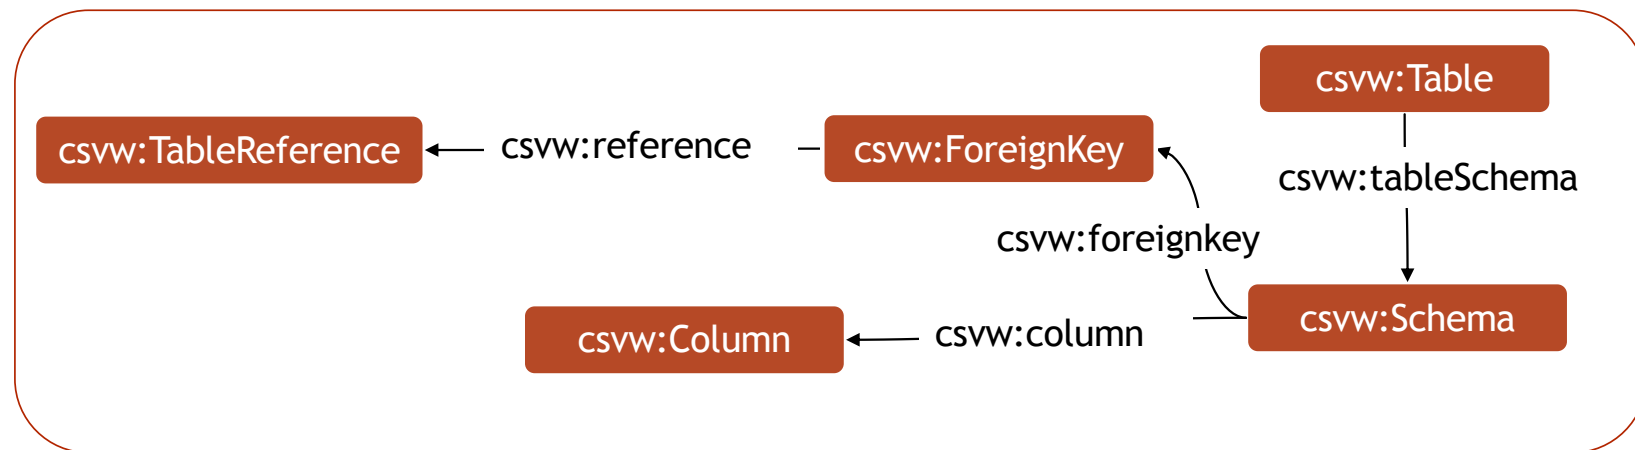 csvw:Table
csvw:TableReference
csvw:reference
csvw:ForeignKey
csvw:tableSchema
csvw:foreignkey
csvw:Column
csvw:column
csvw:Schema